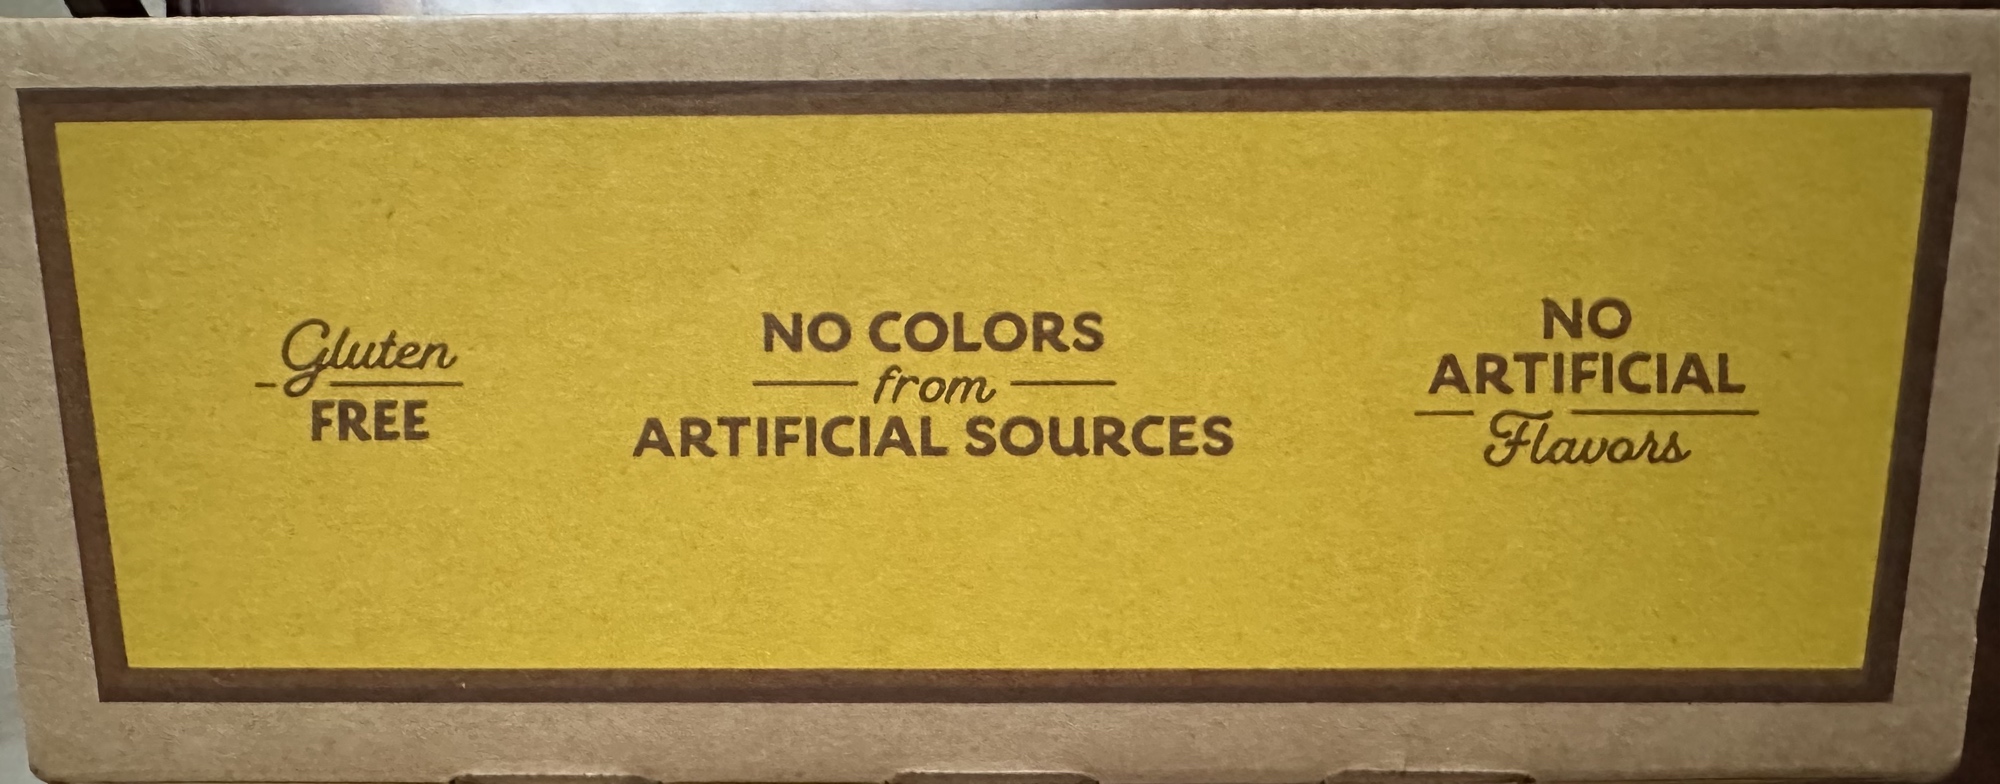 Gluten
FREE
NO COLORS
from
ARTIFICIAL SOURCES
NO
ARTIFICIAL
Flavors